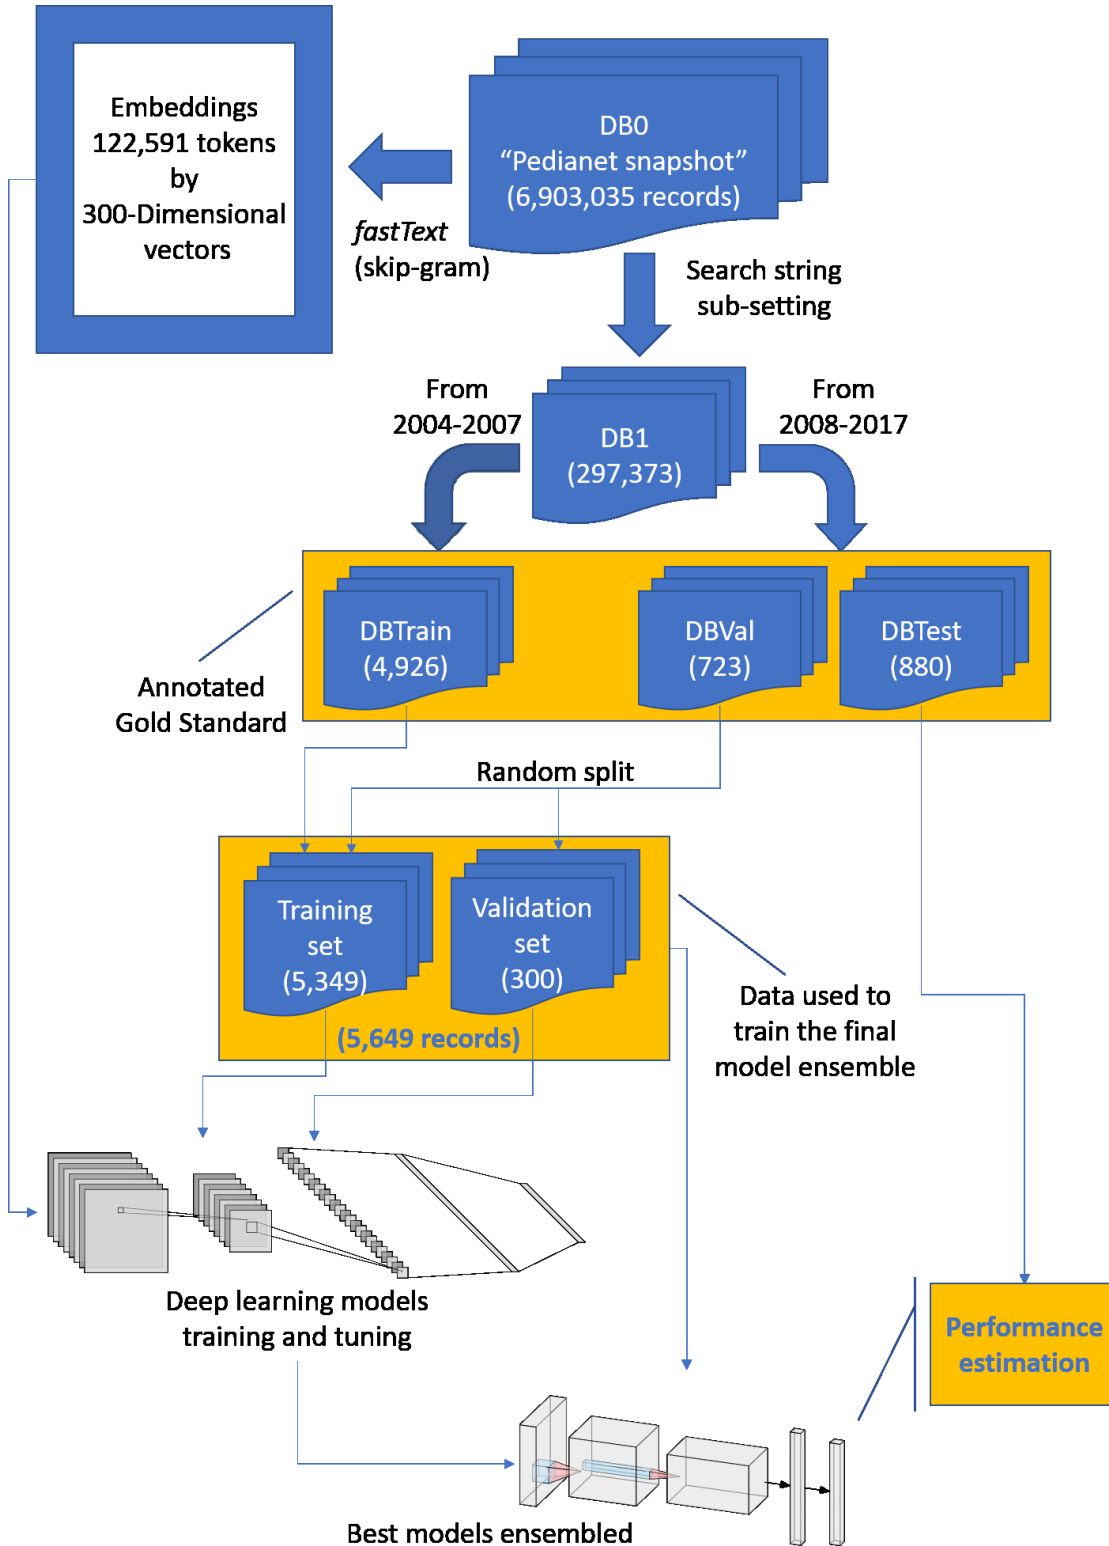 Embeddings
122,591 tokens
by
300-Dimensional
vectors
DB0
“Pedianet snapshot”
(6,903,035 records)
fastText
(skip-gram)
Search string
sub-setting
From
2004-2007
DB1
(297,373)
From
2008-2017
DBTrain
(4,926)
DBVal
(723)
DBTest
(880)
Annotated
Gold Standard
Random split
Training
set
(5,349)
Validation
set
(300)
(5,649 records)
Data used to
train the final
model ensemble
Deep learning models
training and tuning
Performance
estimation
Best models ensembled